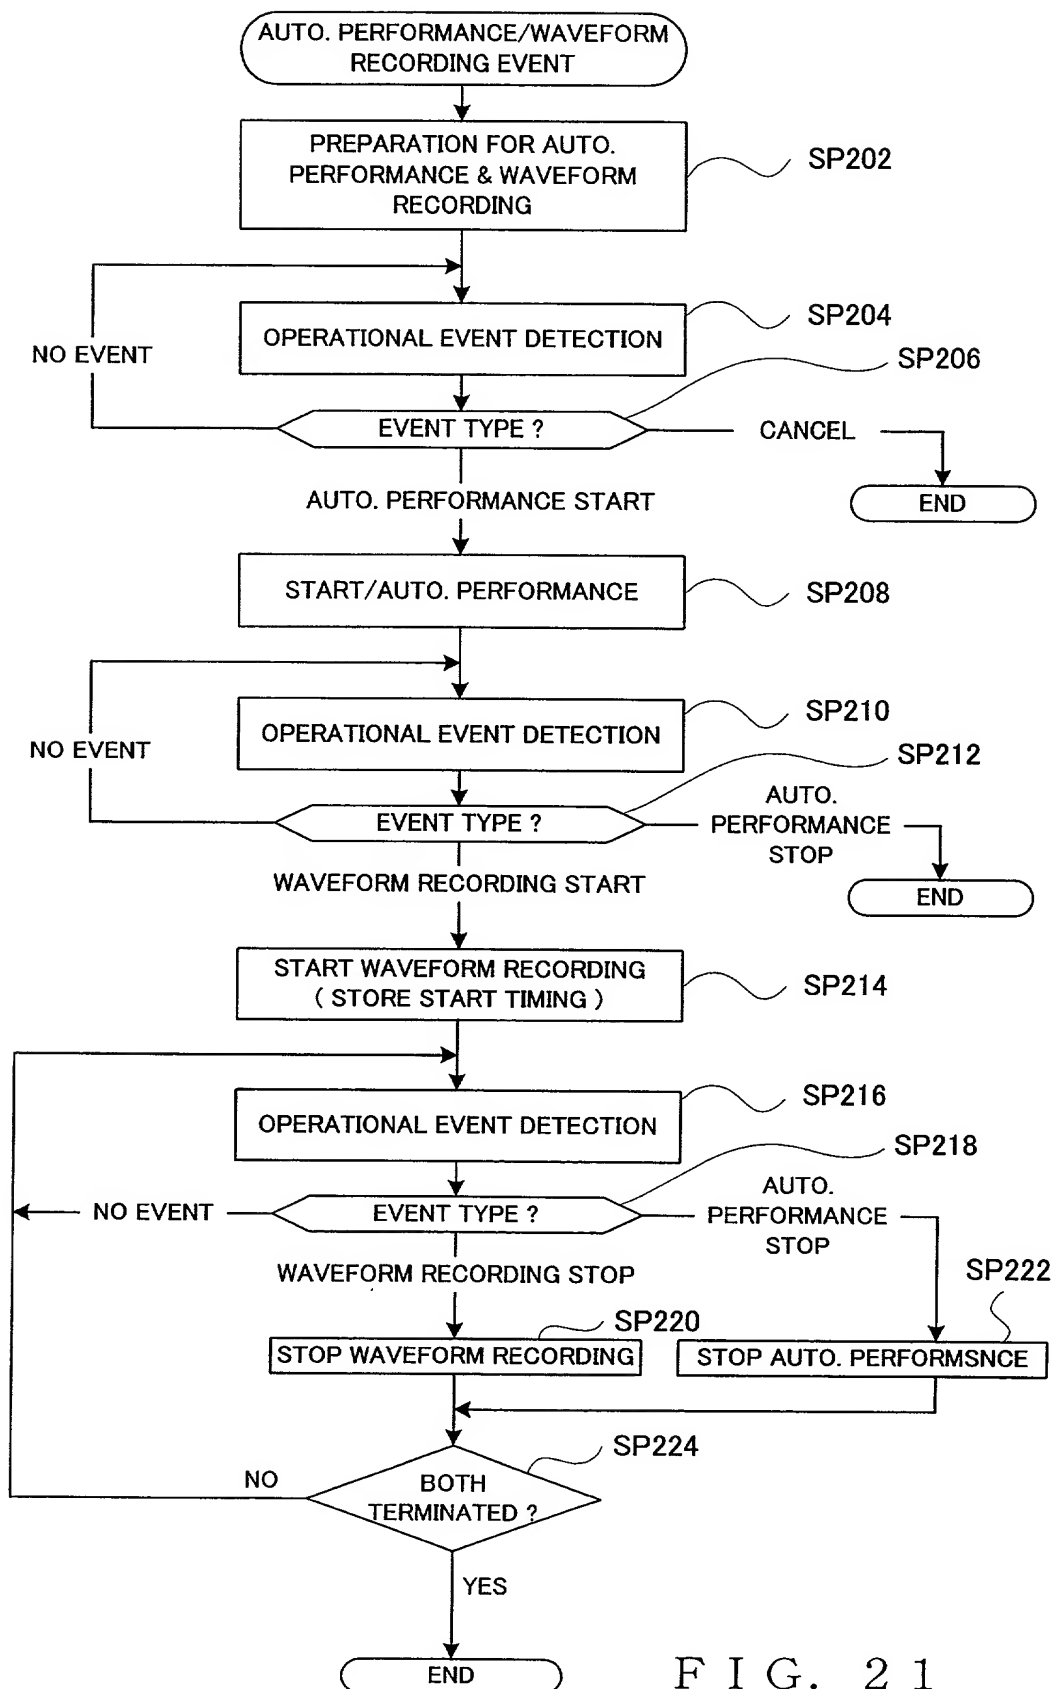 AUTO. PERFORMANCE/WAVEFORM
RECORDING EVENT
PREPARATION FOR AUTO.
PERFORMANCE & WAVEFORM
RECORDING
SP202
OPERATIONAL EVENT DETECTION
SP204
NO EVENT
SP206
EVENT TYPE ?
CANCEL
END
AUTO. PERFORMANCE START
START/AUTO. PERFORMANCE
SP208
OPERATIONAL EVENT DETECTION
SP210
NO EVENT
SP212
EVENT TYPE ?
AUTO.
PERFORMANCE
STOP
END
WAVEFORM RECORDING START
START WAVEFORM RECORDING
( STORE START TIMING )
SP214
OPERATIONAL EVENT DETECTION
SP216
SP218
NO EVENT
EVENT TYPE ?
AUTO.
PERFORMANCE
STOP
WAVEFORM RECORDING STOP
SP222
SP220
STOP WAVEFORM RECORDING
STOP AUTO. PERFORMSNCE
SP224
NO
BOTH
TERMINATED ?
YES
END
FIG. 21